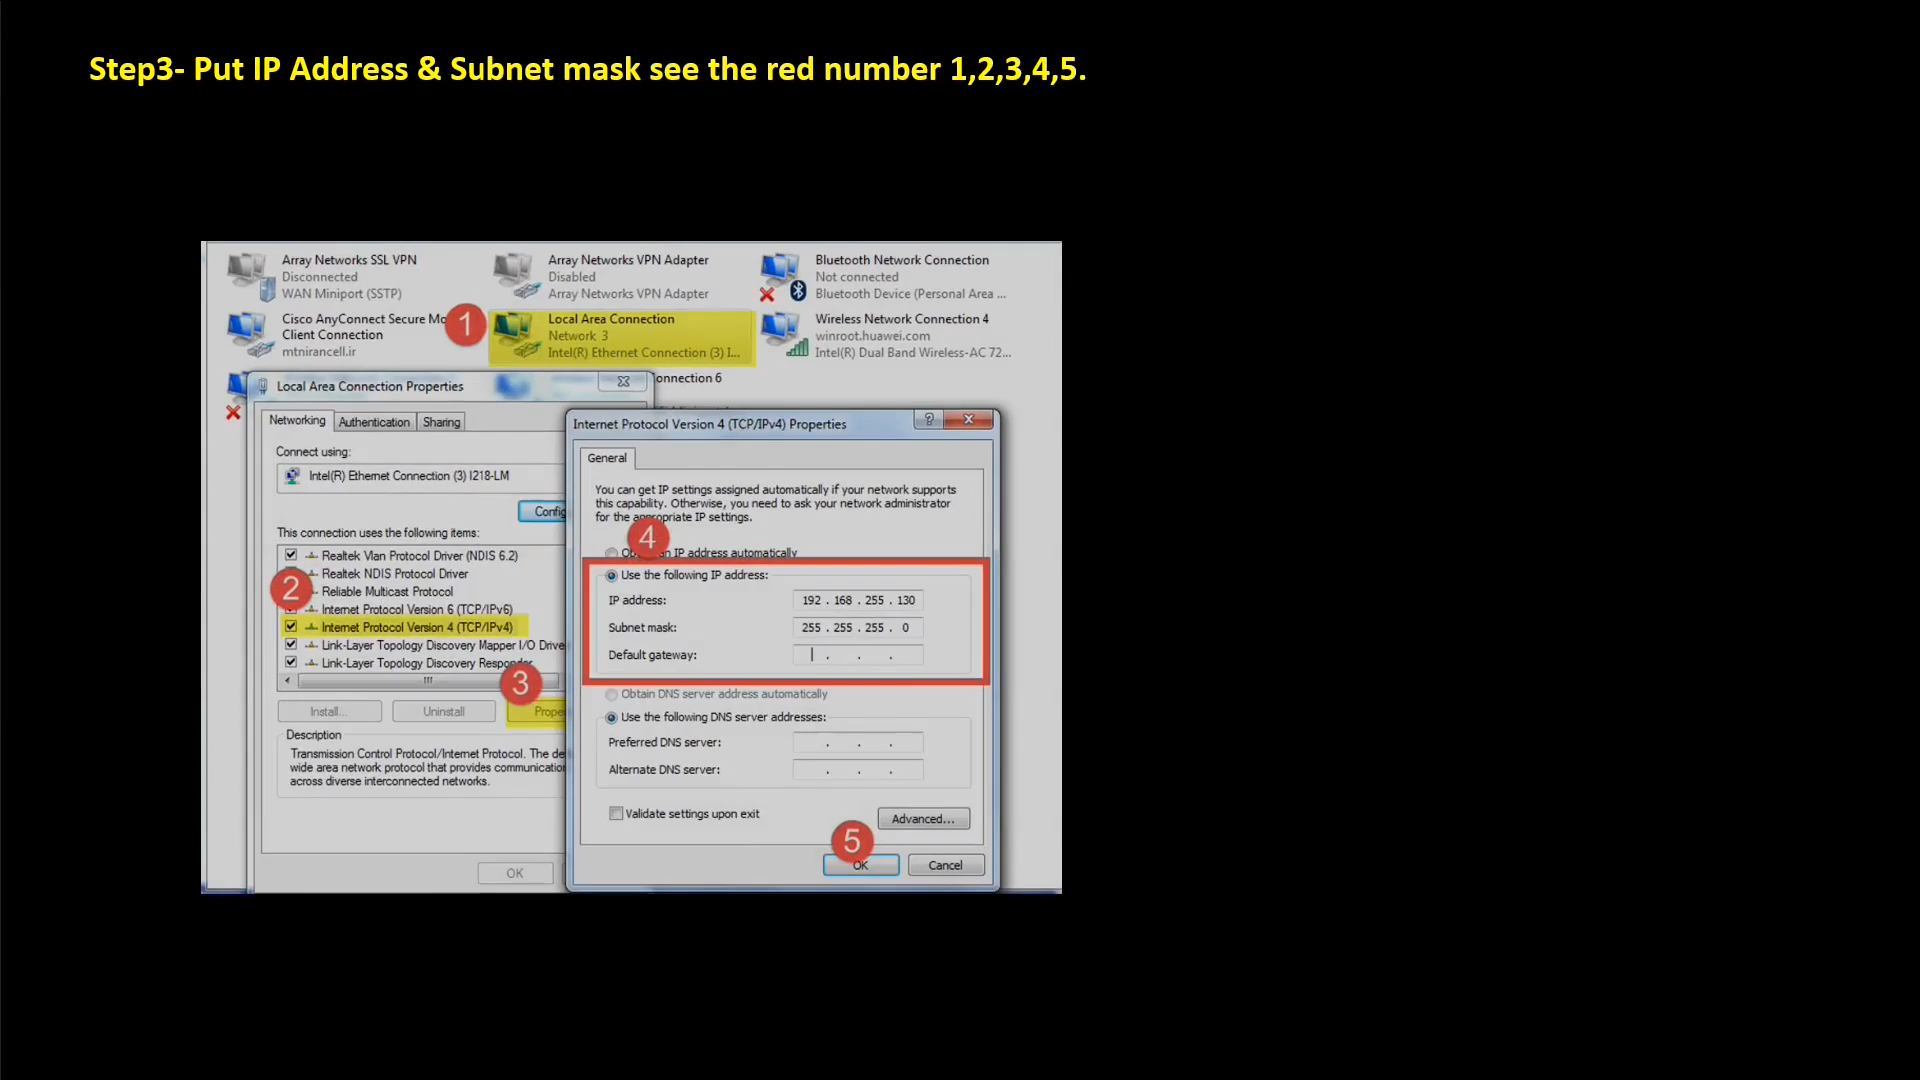 Step3- Put IP Address & Subnet mask see the red number 1,2,3,4,5.
Array Networks SSL VPN
Disconnected
WAN Miniport (SSTP)
Array Networks VPN Adapter
Disabled
Array Networks VPN Adapter
Bluetooth Network Connection
Not connected
Bluetooth Device (Personal Area ...
Cisco AnyConnect Secure Mo
Client Connection
mtnirancell.ir
1
Local Area Connection
Network 3
Intel(R) Ethernet Connection (3) I...
Wireless Network Connection 4
winroot.huawei.com
Intel(R) Dual Band Wireless-AC 72...
onnection 6
Local Area Connection Properties
Networking
Authentication
Sharing
Connect using:
Intel(R) Ethernet Connection (3) I218-LM
Config
This connection uses the following items:
Realtek Vlan Protocol Driver (NDIS 6.2)
Realtek NDIS Protocol Driver
2
Reliable Multicast Protocol
Internet Protocol Version 6 (TCP/IPv6)
Internet Protocol Version 4 (TCP/IPv4)
Link-Layer Topology Discovery Mapper I/O Drive
Link-Layer Topology Discovery Responder
3
Install...
Uninstall
Prope
Description
Transmission Control Protocol/Internet Protocol. The de
wide area network protocol that provides communication
across diverse interconnected networks.
OK
Internet Protocol Version 4 (TCP/IPv4) Properties
General
You can get IP settings assigned automatically if your network supports
this capability. Otherwise, you need to ask your network administrator
for the appropriate IP settings.
4
Obtain an IP address automatically
Use the following IP address:
IP address: 192 . 168 . 255 . 130
Subnet mask: 255 . 255 . 255 . 0
Default gateway: . . .
Obtain DNS server address automatically
Use the following DNS server addresses:
Preferred DNS server: . . .
Alternate DNS server: . . .
Validate settings upon exit
Advanced...
5
OK
Cancel